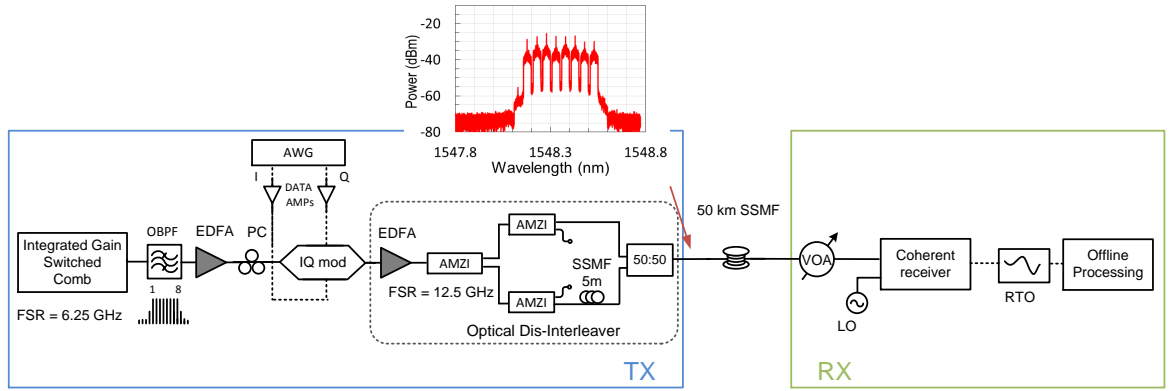 Power (dBm)
-20
-40
-60
-80
1547.8
1548.3
1548.8
Wavelength (nm)
AWG
I
Q
DATA
AMPs
OBPF
EDFA
PC
Integrated Gain
Switched
Comb
IQ mod
1 8
FSR = 6.25 GHz
EDFA
AMZI
FSR = 12.5 GHz
AMZI
AMZI
SSMF
5m
50:50
Optical Dis-Interleaver
TX
50 km SSMF
VOA
LO
Coherent
receiver
RTO
Offline
Processing
RX